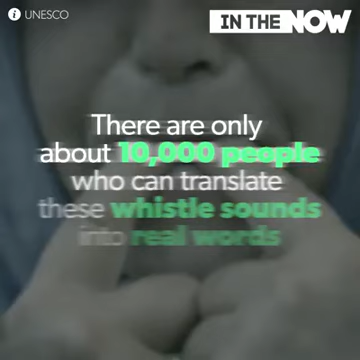 i UNESCO
IN THE NOW
There are only
about 10,000 people
who can translate
these whistle sounds
into real words